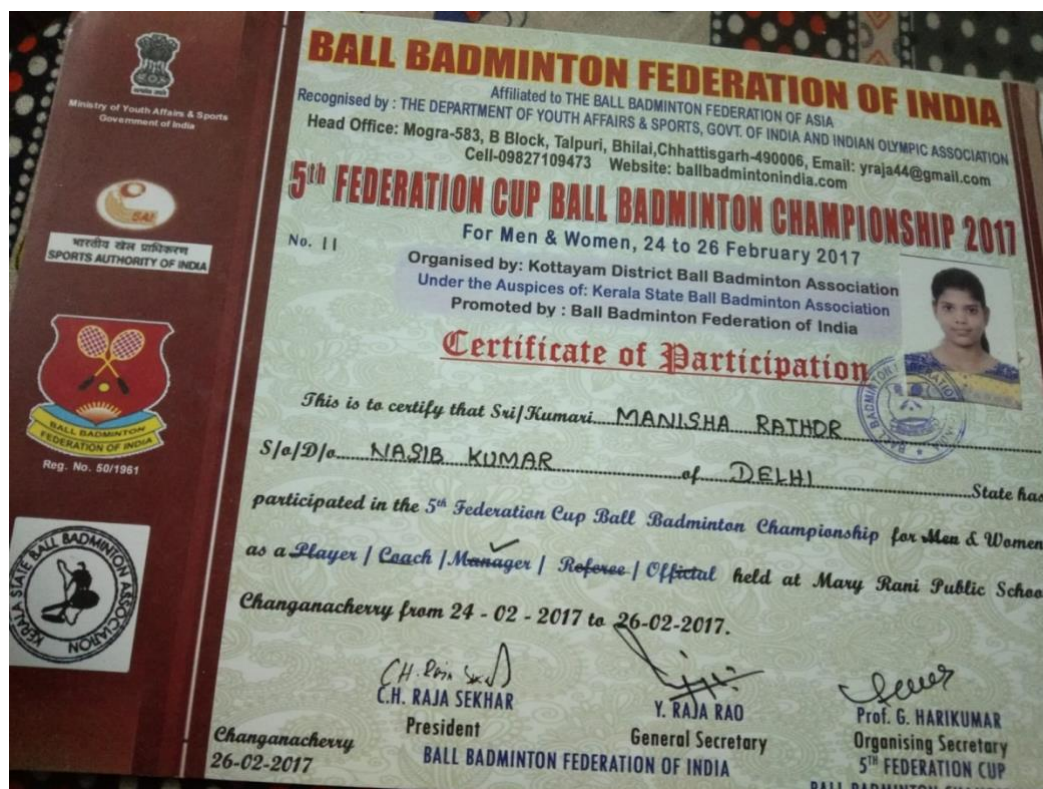 Ministry of Youth Affairs & Sports
Government of India
SAI
भारतीय खेल प्राधिकरण
SPORTS AUTHORITY OF INDIA
BALL BADMINTON
FEDERATION OF INDIA
Reg. No. 50/1961
KERALA STATE BALL BADMINTON ASSOCIATION
BALL BADMINTON FEDERATION OF INDIA
Affiliated to THE BALL BADMINTON FEDERATION OF ASIA
Recognised by : THE DEPARTMENT OF YOUTH AFFAIRS & SPORTS, GOVT. OF INDIA AND INDIAN OLYMPIC ASSOCIATION
Head Office: Mogra-583, B Block, Talpuri, Bhilai,Chhattisgarh-490006, Email: yraja44@gmail.com
Cell-09827109473 Website: ballbadmintonindia.com
5th FEDERATION CUP BALL BADMINTON CHAMPIONSHIP 2017
For Men & Women, 24 to 26 February 2017
No. 11
Organised by: Kottayam District Ball Badminton Association
Under the Auspices of: Kerala State Ball Badminton Association
Promoted by : Ball Badminton Federation of India
Certificate of Participation
This is to certify that Sri/Kumari MANISHA RATHOR
S/o/D/o NASIB KUMAR of DELHI State has
participated in the 5th Federation Cup Ball Badminton Championship for Men & Women
as a Player / Coach / Manager / Referee / Official held at Mary Rani Public Schoo
Changanacherry from 24 - 02 - 2017 to 26-02-2017.
C.H. RAJA SEKHAR
President
Y. RAJA RAO
General Secretary
BALL BADMINTON FEDERATION OF INDIA
Prof. G. HARIKUMAR
Organising Secretary
5TH FEDERATION CUP
Changanacherry
26-02-2017